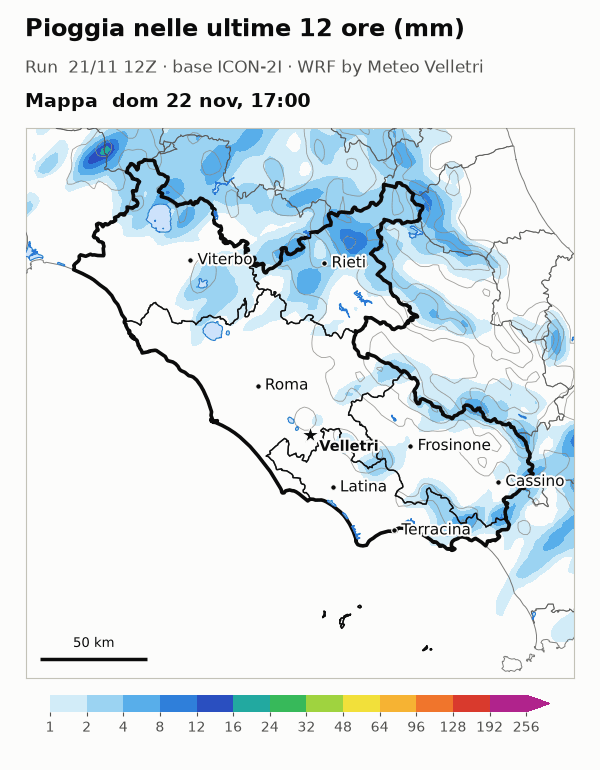 Pioggia nelle ultime 12 ore (mm)
Run  21/11 12Z · base ICON-2I · WRF by Meteo Velletri
Mappa  dom 22 nov, 17:00
Viterbo
Rieti
Roma
Velletri
Frosinone
Cassino
Latina
Terracina
50 km
1 2 4 8 12 16 24 32 48 64 96 128 192 256